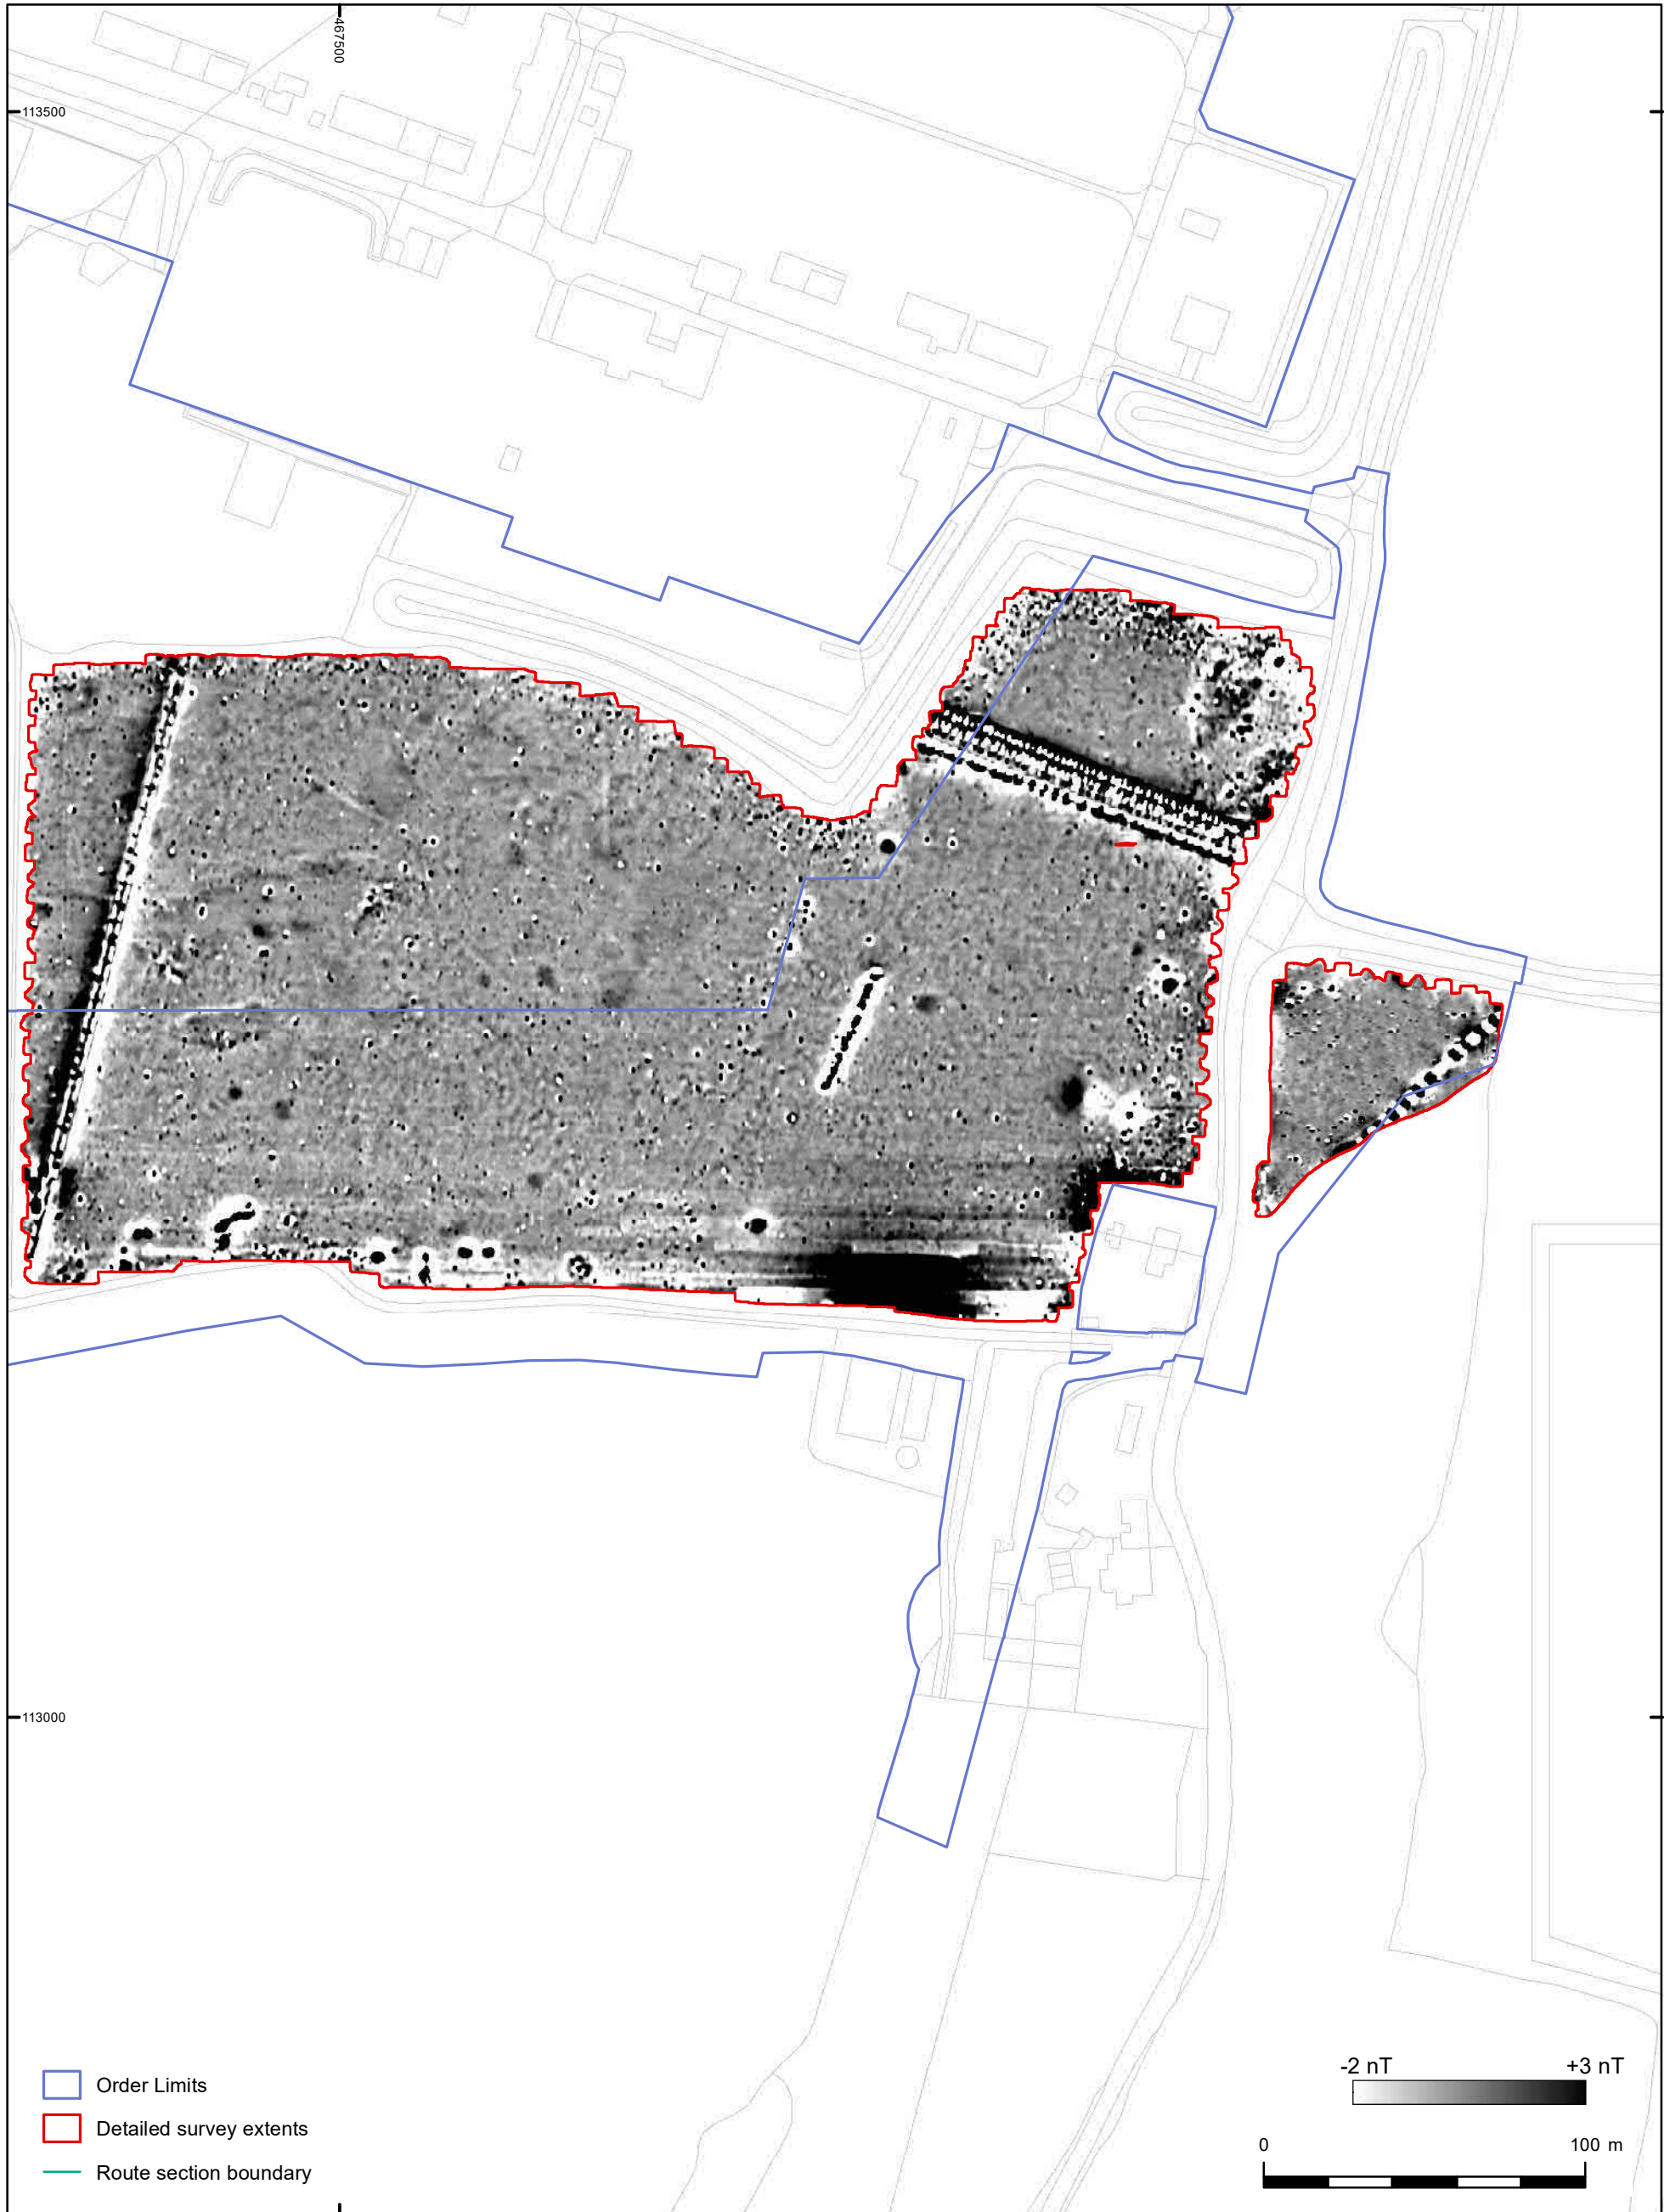 467500
113500
113000
Order Limits
Detailed survey extents
Route section boundary
-2 nT +3 nT
0 100 m